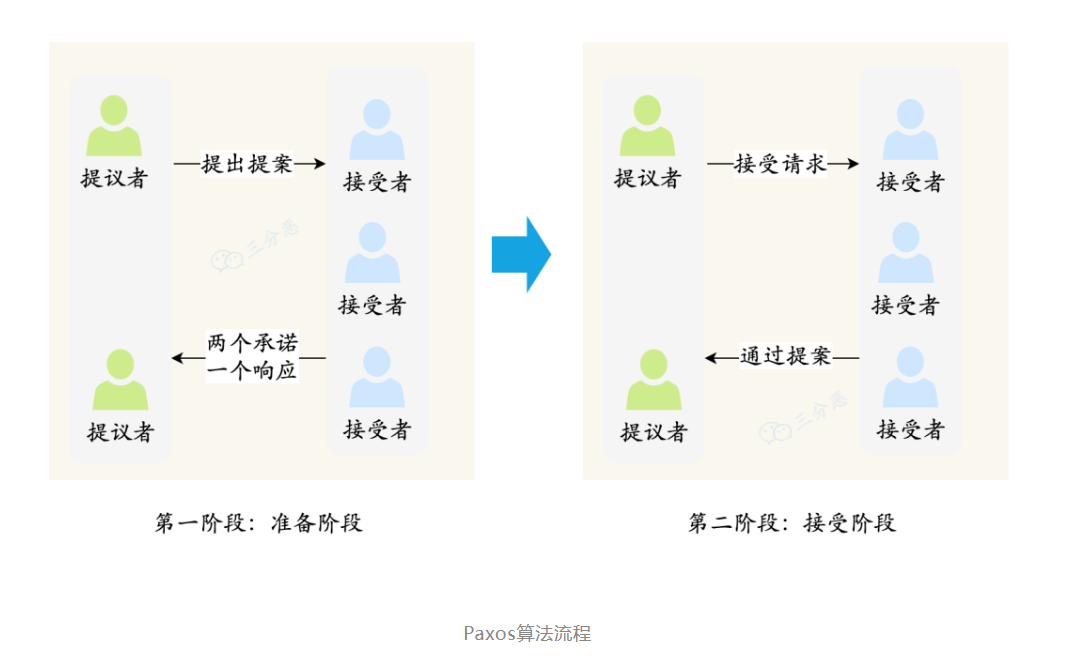 提议者
提出提案
接受者
三分恶
接受者
两个承诺
一个响应
提议者
接受者
第一阶段：准备阶段
提议者
接受请求
接受者
接受者
通过提案
三分恶
提议者
接受者
第二阶段：接受阶段
Paxos算法流程